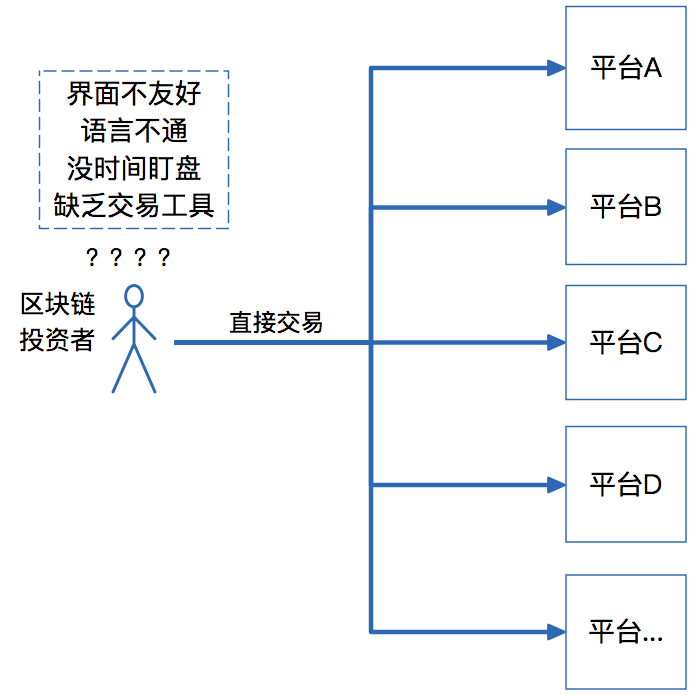 界面不友好
语言不通
没时间盯盘
缺乏交易工具
? ? ? ?
区块链
投资者
直接交易
平台A
平台B
平台C
平台D
平台...